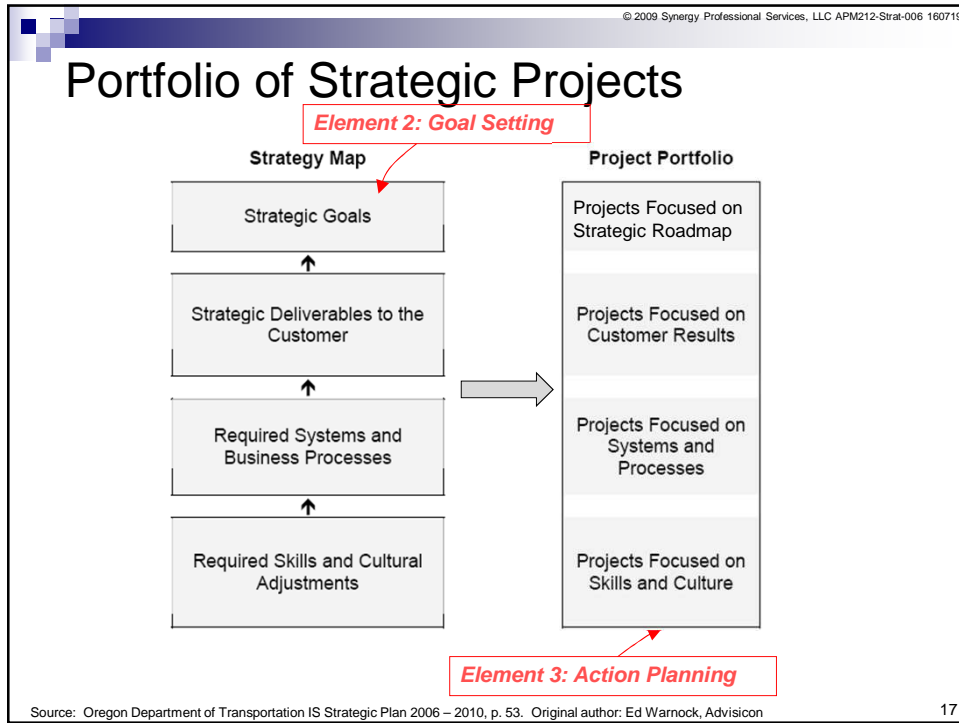 © 2009 Synergy Professional Services, LLC APM212-Strat-006 160719
Portfolio of Strategic Projects
Element 2: Goal Setting
Strategy Map
Strategic Goals
Strategic Deliverables to the
Customer
Required Systems and
Business Processes
Required Skills and Cultural
Adjustments
Project Portfolio
Projects Focused on
Strategic Roadmap
Projects Focused on
Customer Results
Projects Focused on
Systems and
Processes
Projects Focused on
Skills and Culture
Element 3: Action Planning
Source: Oregon Department of Transportation IS Strategic Plan 2006 – 2010, p. 53. Original author: Ed Warnock, Advisicon
17